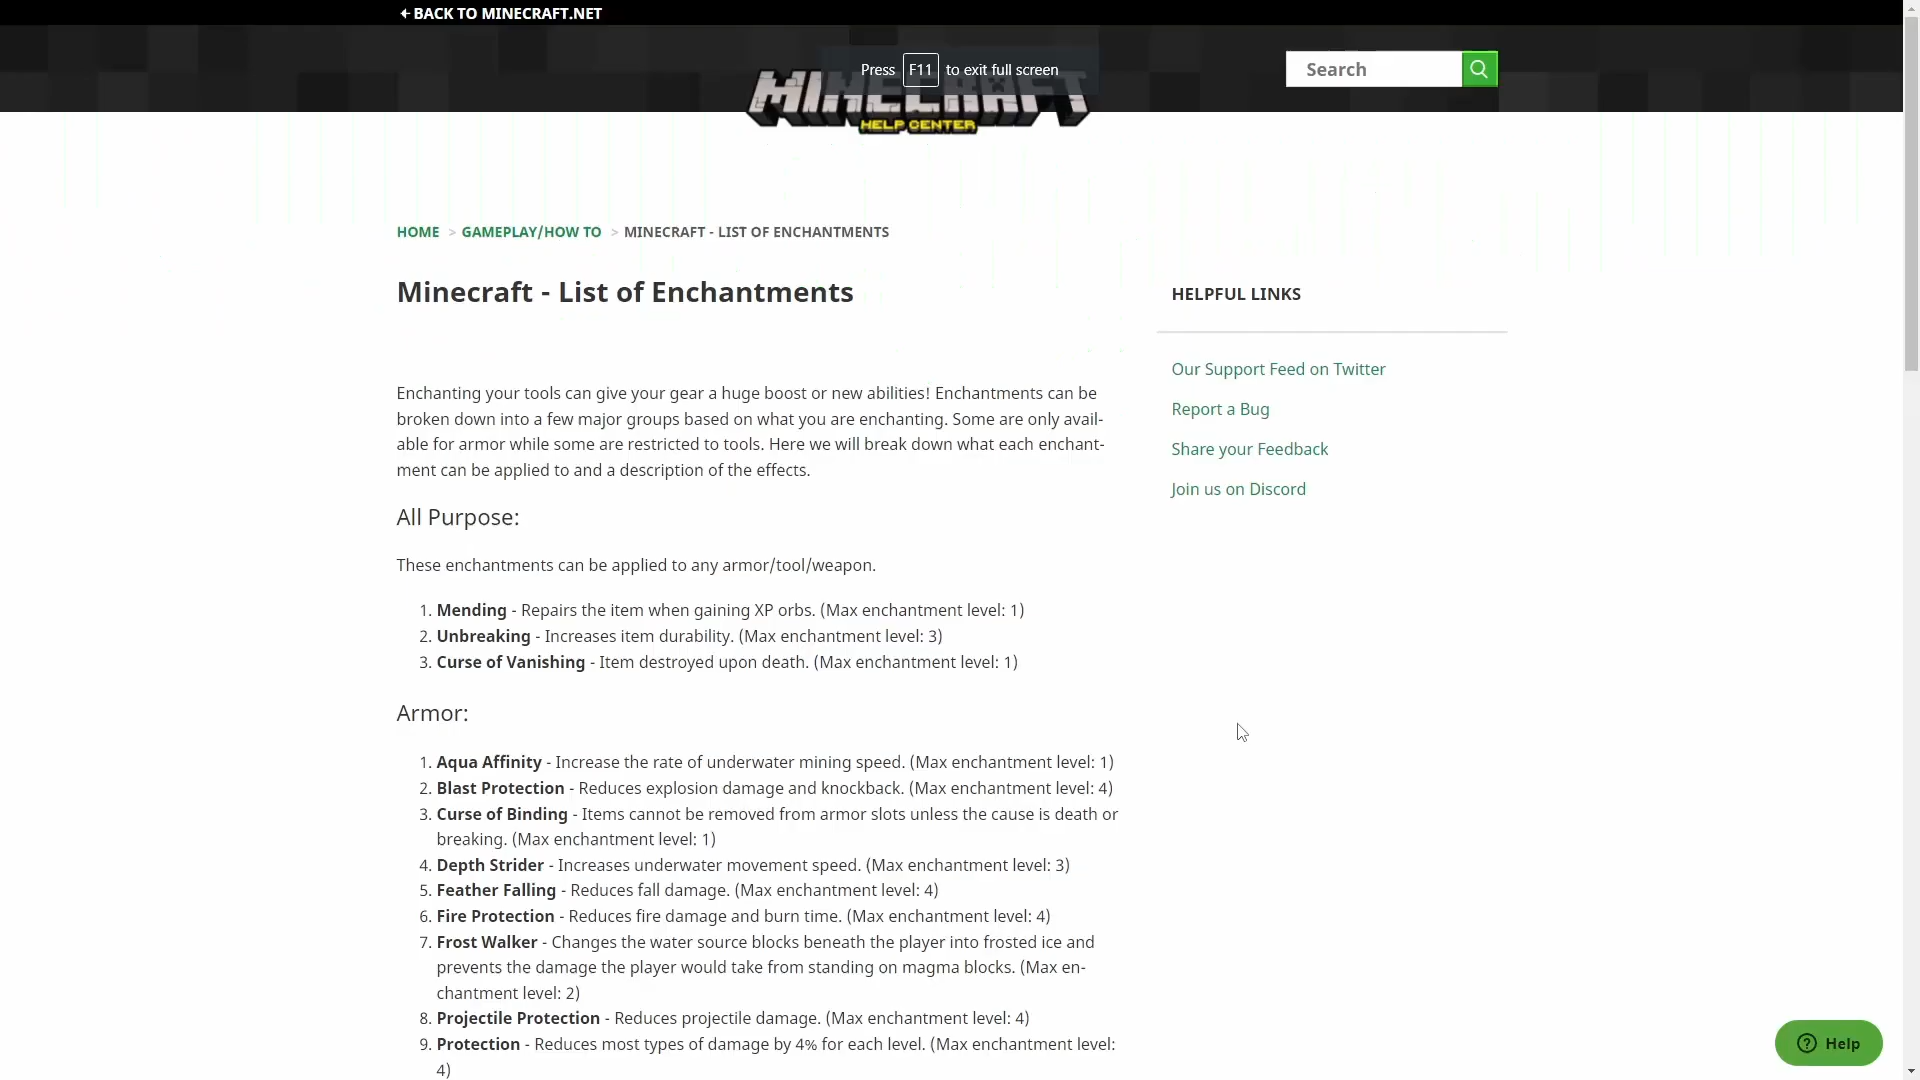 BACK TO MINECRAFT.NET
Press F11 to exit full screen
MINECRAFT
HELP CENTER
Search
HOME > GAMEPLAY/HOW TO > MINECRAFT - LIST OF ENCHANTMENTS
Minecraft - List of Enchantments
Enchanting your tools can give your gear a huge boost or new abilities! Enchantments can be
broken down into a few major groups based on what you are enchanting. Some are only avail-
able for armor while some are restricted to tools. Here we will break down what each enchant-
ment can be applied to and a description of the effects.
All Purpose:
These enchantments can be applied to any armor/tool/weapon.
1. Mending - Repairs the item when gaining XP orbs. (Max enchantment level: 1)
2. Unbreaking - Increases item durability. (Max enchantment level: 3)
3. Curse of Vanishing - Item destroyed upon death. (Max enchantment level: 1)
Armor:
1. Aqua Affinity - Increase the rate of underwater mining speed. (Max enchantment level: 1)
2. Blast Protection - Reduces explosion damage and knockback. (Max enchantment level: 4)
3. Curse of Binding - Items cannot be removed from armor slots unless the cause is death or
breaking. (Max enchantment level: 1)
4. Depth Strider - Increases underwater movement speed. (Max enchantment level: 3)
5. Feather Falling - Reduces fall damage. (Max enchantment level: 4)
6. Fire Protection - Reduces fire damage and burn time. (Max enchantment level: 4)
7. Frost Walker - Changes the water source blocks beneath the player into frosted ice and
prevents the damage the player would take from standing on magma blocks. (Max en-
chantment level: 2)
8. Projectile Protection - Reduces projectile damage. (Max enchantment level: 4)
9. Protection - Reduces most types of damage by 4% for each level. (Max enchantment level:
4)
HELPFUL LINKS
Our Support Feed on Twitter
Report a Bug
Share your Feedback
Join us on Discord
Help